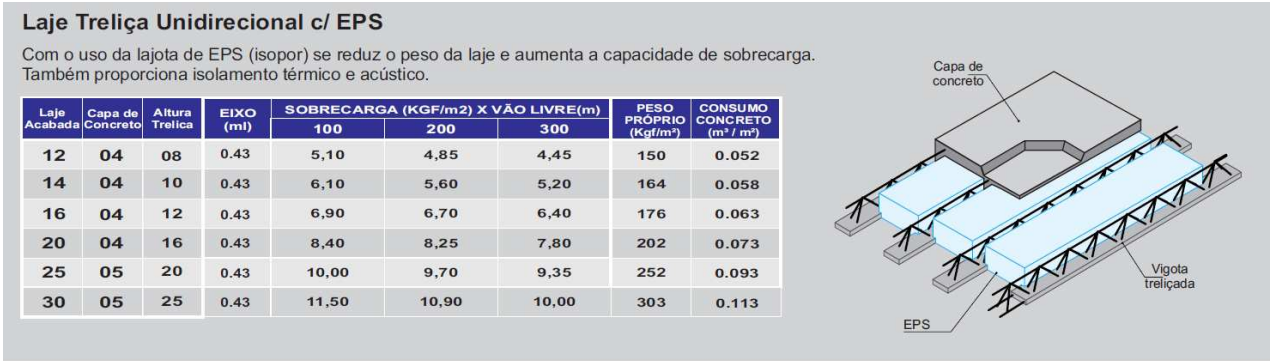 Laje Treliça Unidirecional c/ EPS
Com o uso da lajota de EPS (isopor) se reduz o peso da laje e aumenta a capacidade de sobrecarga.
Também proporciona isolamento térmico e acústico.
Laje Acabada Capa de Concreto Altura Trelica EIXO (ml) SOBRECARGA (KGF/m2) X VÃO LIVRE(m) PESO PRÓPRIO (Kgf/m²) CONSUMO CONCRETO (m³ / m²)
100 200 300
12 04 08 0.43 5,10 4,85 4,45 150 0.052
14 04 10 0.43 6,10 5,60 5,20 164 0.058
16 04 12 0.43 6,90 6,70 6,40 176 0.063
20 04 16 0.43 8,40 8,25 7,80 202 0.073
25 05 20 0.43 10,00 9,70 9,35 252 0.093
30 05 25 0.43 11,50 10,90 10,00 303 0.113
Capa de
concreto
Vigota
treliçada
EPS